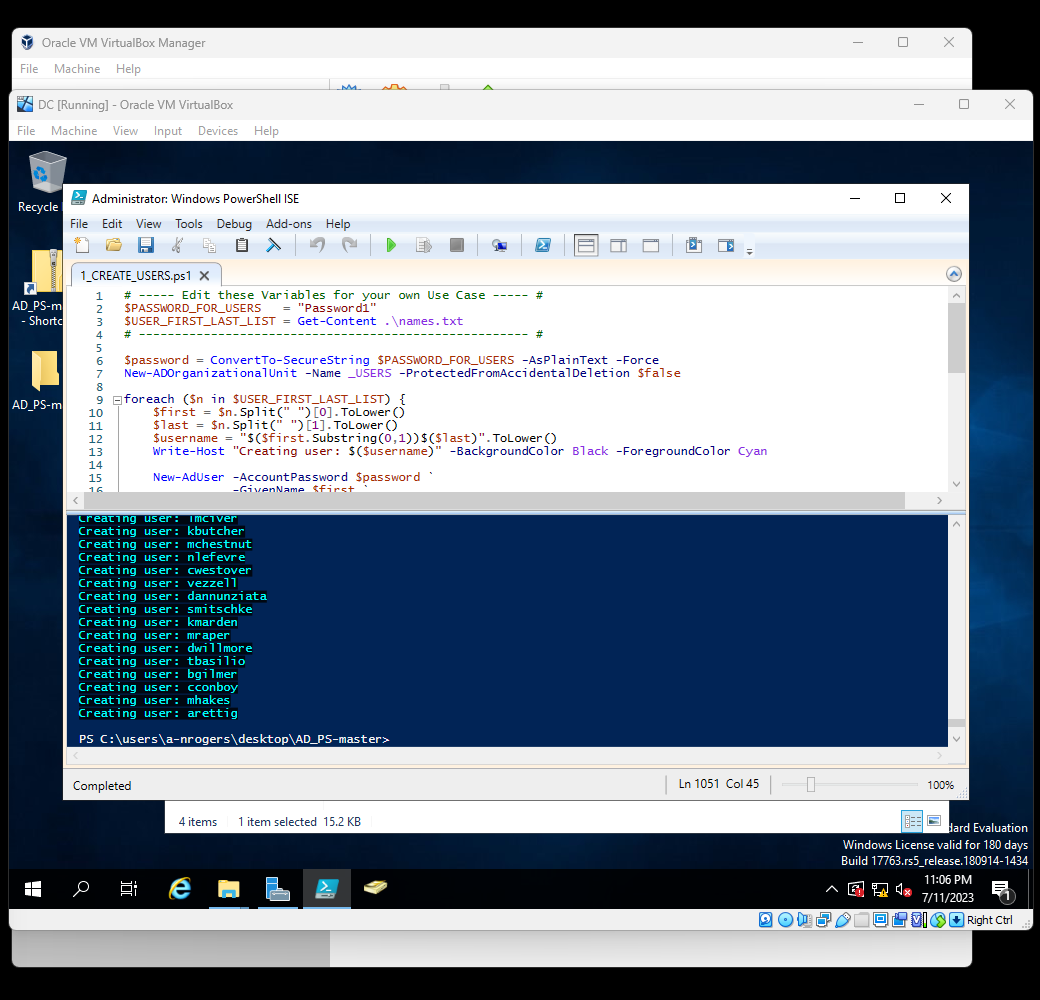 Oracle VM VirtualBox Manager
File Machine Help
DC [Running] - Oracle VM VirtualBox
File Machine View Input Devices Help
Recycle
AD_PS-m
- Shortc
AD_PS-m
Administrator: Windows PowerShell ISE
File Edit View Tools Debug Add-ons Help
1_CREATE_USERS.ps1
1 # ----- Edit these Variables for your own Use Case ----- #
2 $PASSWORD_FOR_USERS   = "Password1"
3 $USER_FIRST_LAST_LIST = Get-Content .\names.txt
4 # ------------------------------------------------------ #
5
6 $password = ConvertTo-SecureString $PASSWORD_FOR_USERS -AsPlainText -Force
7 New-ADOrganizationalUnit -Name _USERS -ProtectedFromAccidentalDeletion $false
8
9 foreach ($n in $USER_FIRST_LAST_LIST) {
10     $first = $n.Split(" ")[0].ToLower()
11     $last = $n.Split(" ")[1].ToLower()
12     $username = "$($first.Substring(0,1))$($last)".ToLower()
13     Write-Host "Creating user: $($username)" -BackgroundColor Black -ForegroundColor Cyan
14
15     New-AdUser -AccountPassword $password `
16                -GivenName $first `
Creating user: lmciver
Creating user: kbutcher
Creating user: mchestnut
Creating user: nlefevre
Creating user: cwestover
Creating user: vezzell
Creating user: dannunziata
Creating user: smitschke
Creating user: kmarden
Creating user: mraper
Creating user: dwillmore
Creating user: tbasilio
Creating user: bgilmer
Creating user: cconboy
Creating user: mhakes
Creating user: arettig
PS C:\users\a-nrogers\desktop\AD_PS-master>
Completed
Ln 1051 Col 45
100%
4 items 1 item selected 15.2 KB
dard Evaluation
Windows License valid for 180 days
Build 17763.rs5_release.180914-1434
11:06 PM
7/11/2023
1
Right Ctrl